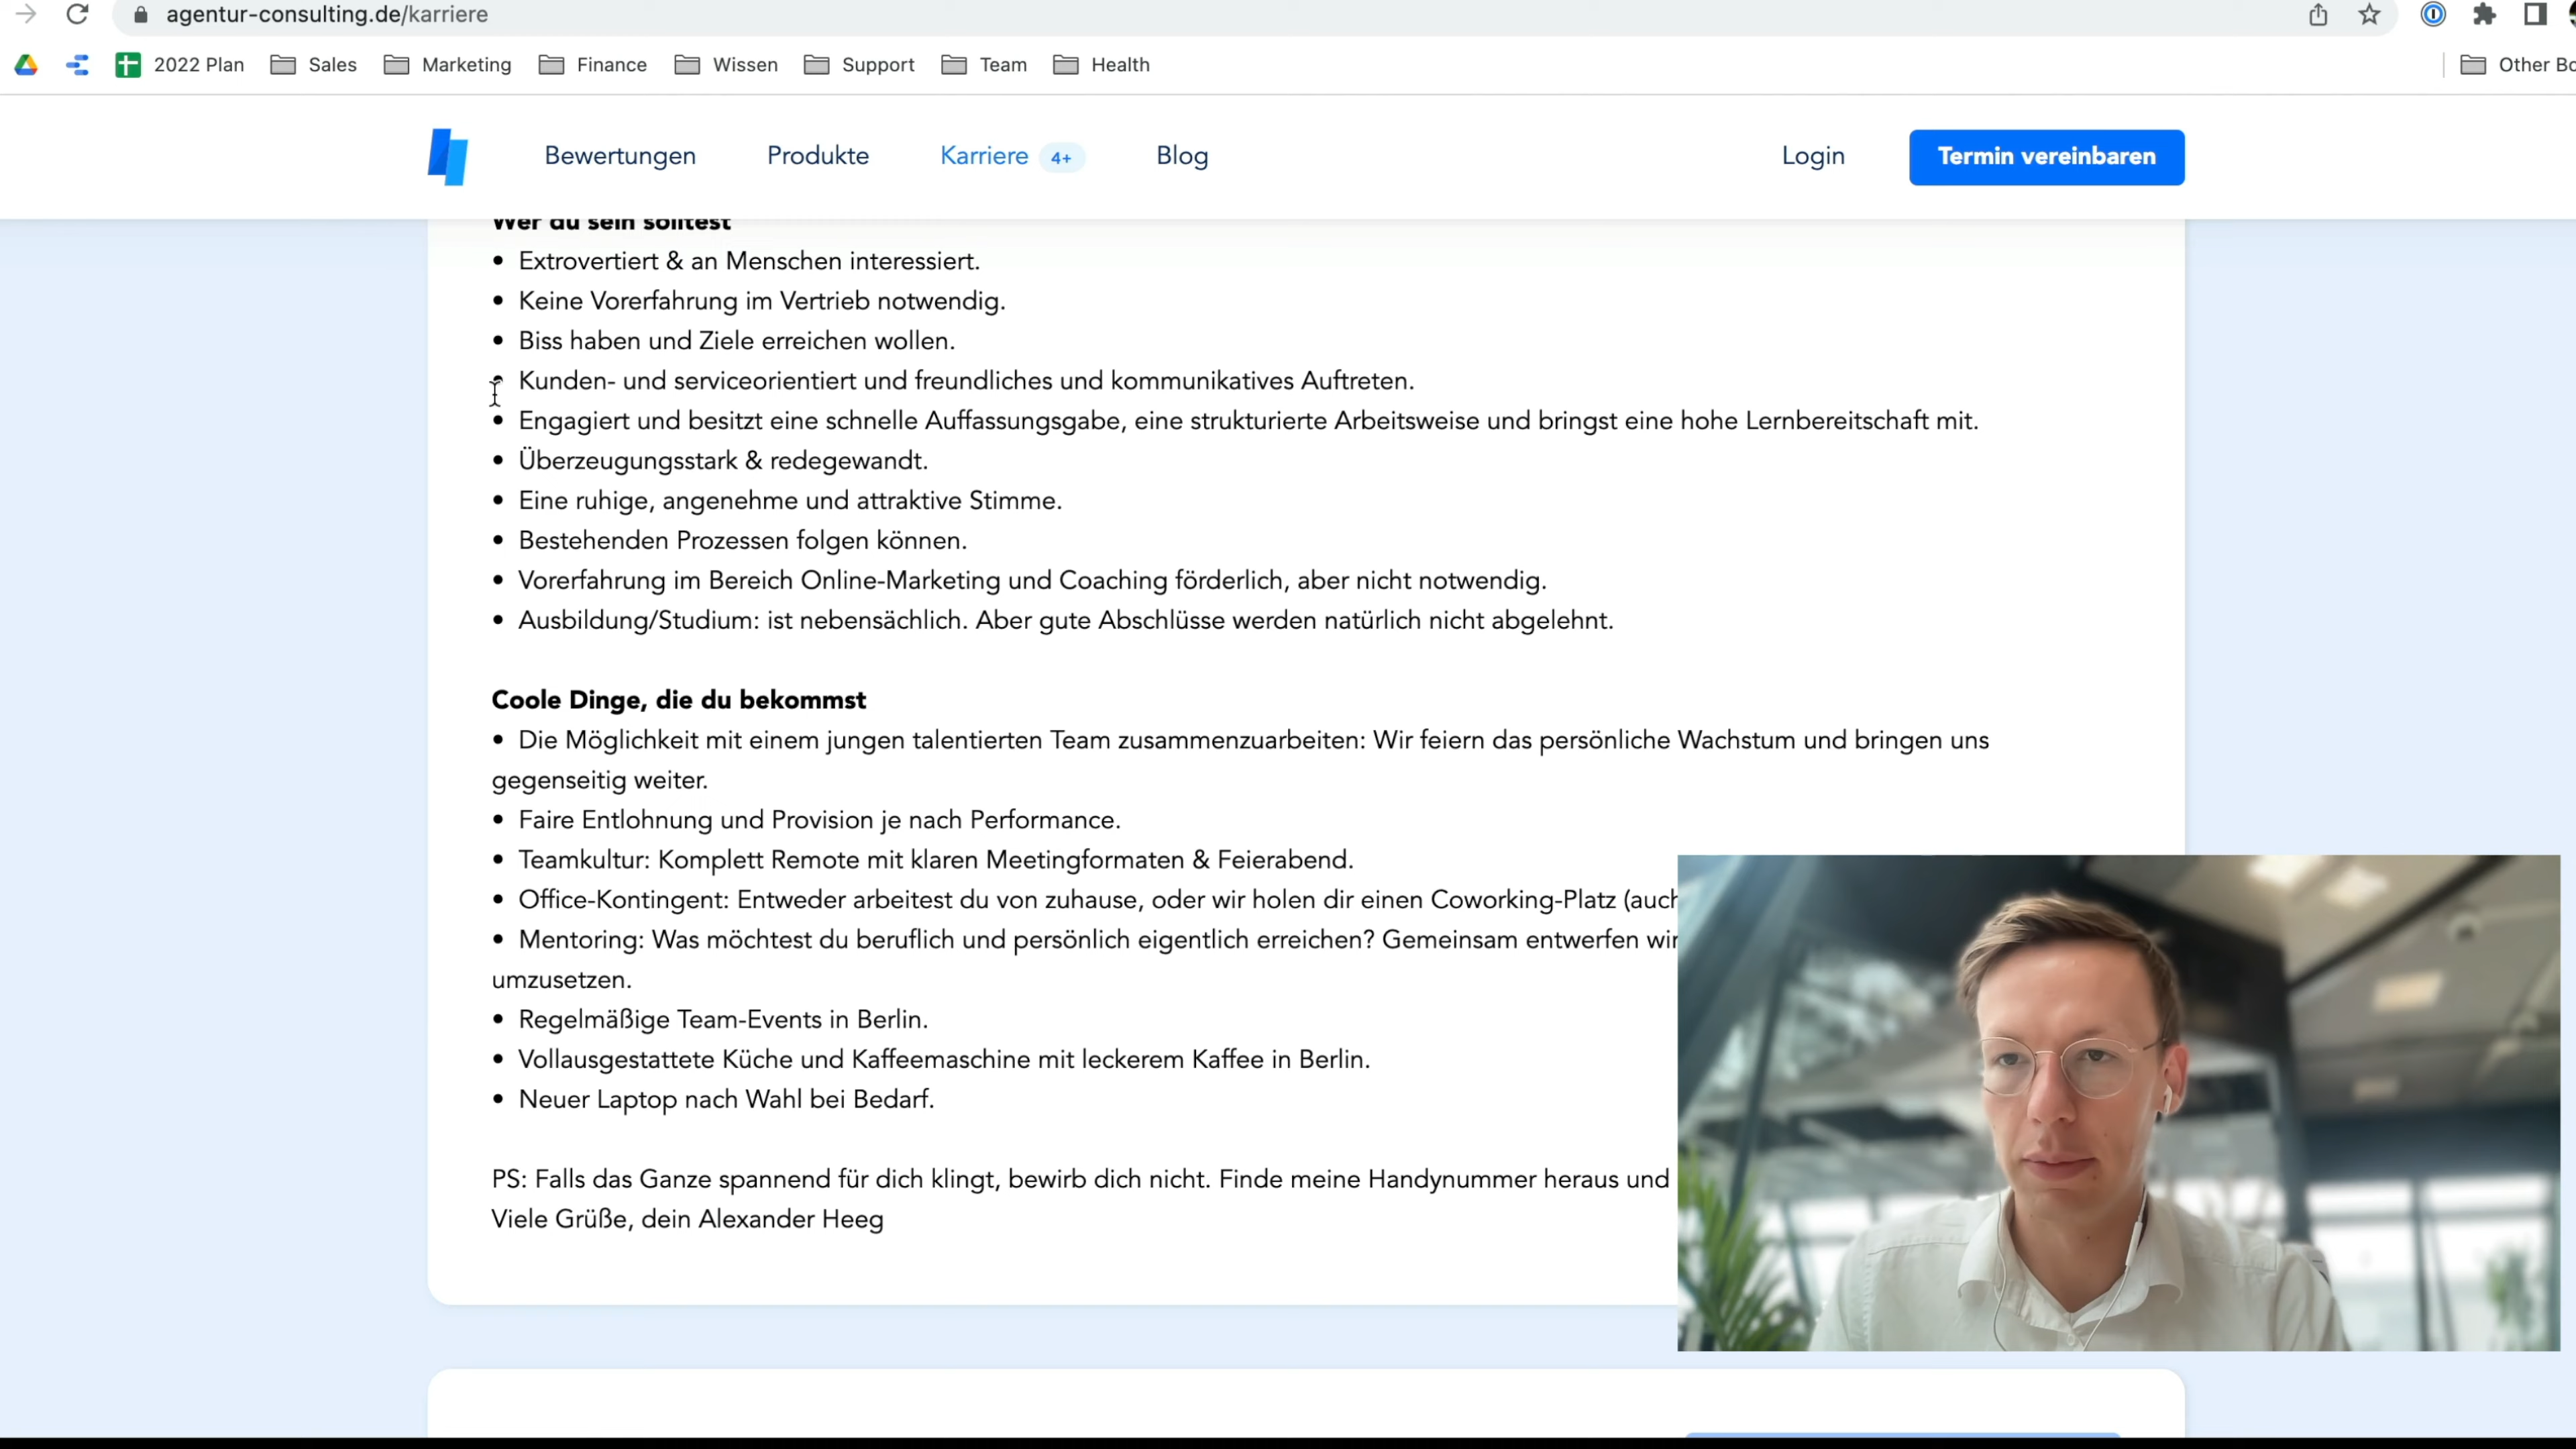 agentur-consulting.de/karriere
2022 Plan Sales Marketing Finance Wissen Support Team Health Other
Bewertungen Produkte Karriere 4+ Blog Login Termin vereinbaren
Wer du sein solltest
• Extrovertiert & an Menschen interessiert.
• Keine Vorerfahrung im Vertrieb notwendig.
• Biss haben und Ziele erreichen wollen.
• Kunden- und serviceorientiert und freundliches und kommunikatives Auftreten.
• Engagiert und besitzt eine schnelle Auffassungsgabe, eine strukturierte Arbeitsweise und bringst eine hohe Lernbereitschaft mit.
• Überzeugungsstark & redegewandt.
• Eine ruhige, angenehme und attraktive Stimme.
• Bestehenden Prozessen folgen können.
• Vorerfahrung im Bereich Online-Marketing und Coaching förderlich, aber nicht notwendig.
• Ausbildung/Studium: ist nebensächlich. Aber gute Abschlüsse werden natürlich nicht abgelehnt.
Coole Dinge, die du bekommst
• Die Möglichkeit mit einem jungen talentierten Team zusammenzuarbeiten: Wir feiern das persönliche Wachstum und bringen uns
gegenseitig weiter.
• Faire Entlohnung und Provision je nach Performance.
• Teamkultur: Komplett Remote mit klaren Meetingformaten & Feierabend.
• Office-Kontingent: Entweder arbeitest du von zuhause, oder wir holen dir einen Coworking-Platz (auch
• Mentoring: Was möchtest du beruflich und persönlich eigentlich erreichen? Gemeinsam entwerfen wir
umzusetzen.
• Regelmäßige Team-Events in Berlin.
• Vollausgestattete Küche und Kaffeemaschine mit leckerem Kaffee in Berlin.
• Neuer Laptop nach Wahl bei Bedarf.
PS: Falls das Ganze spannend für dich klingt, bewirb dich nicht. Finde meine Handynummer heraus und
Viele Grüße, dein Alexander Heeg